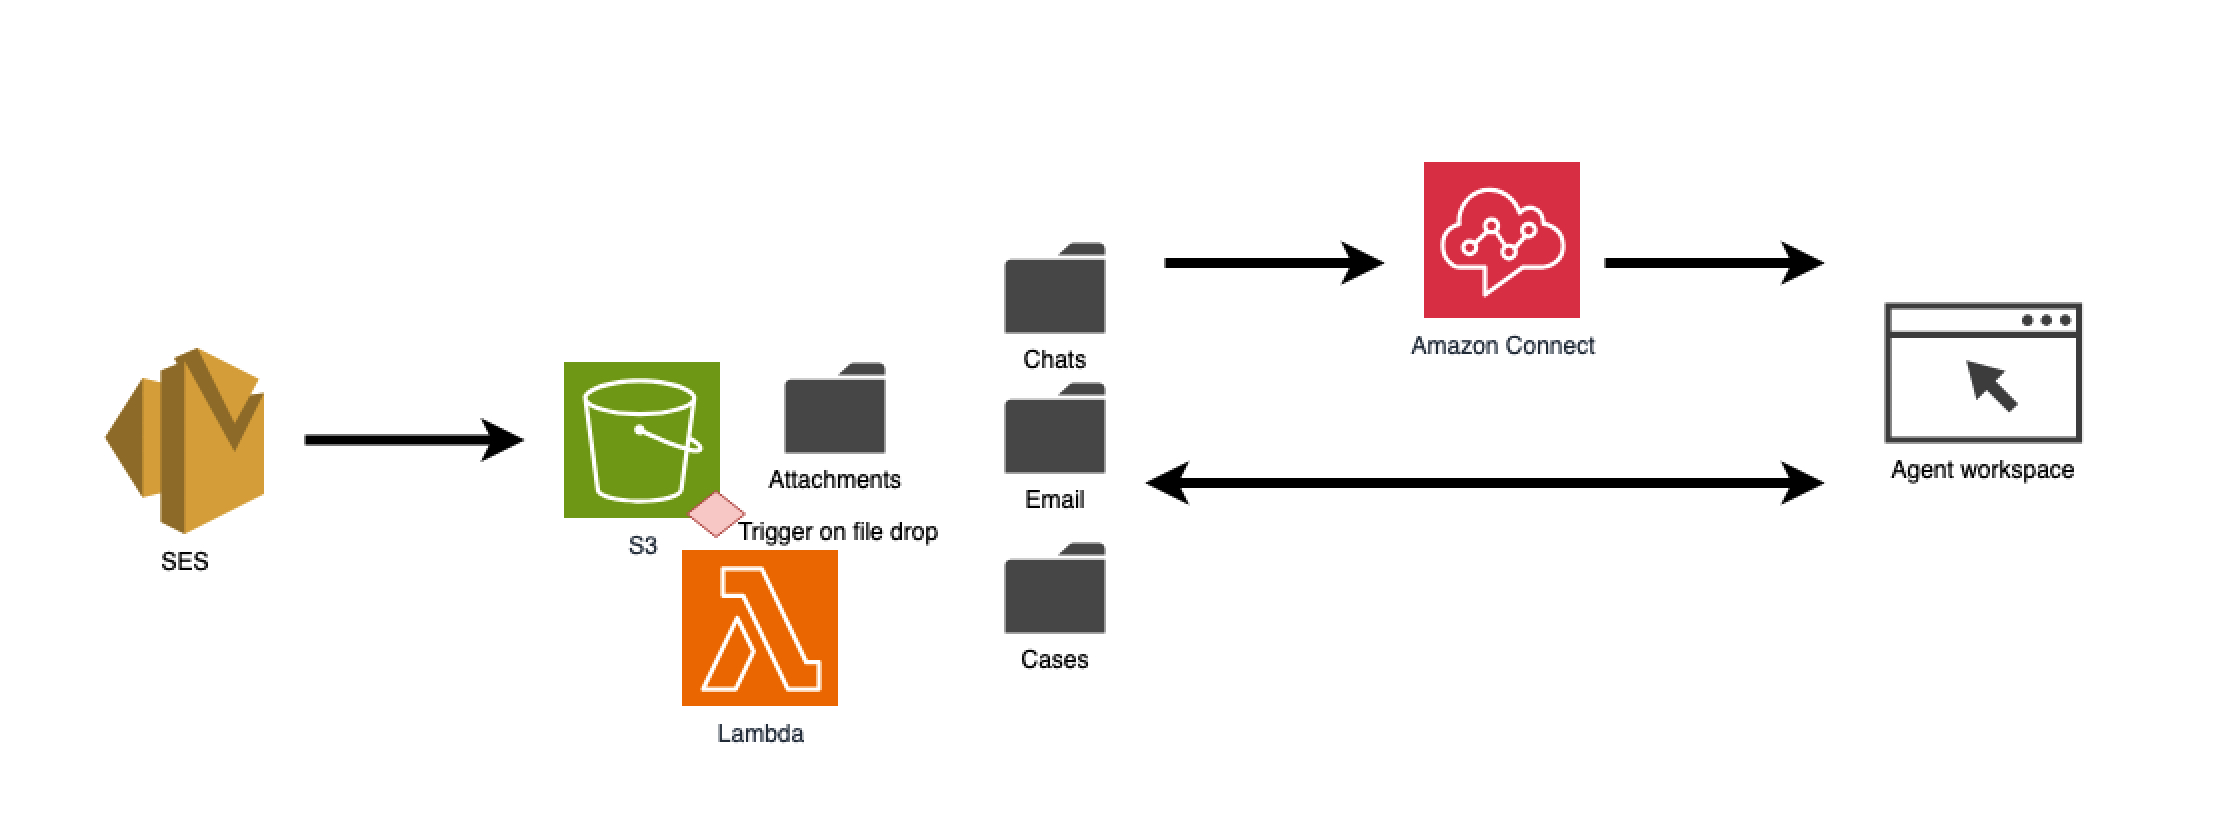 SES
S3
Attachments
Trigger on file drop
Lambda
Chats
Email
Cases
Amazon Connect
Agent workspace